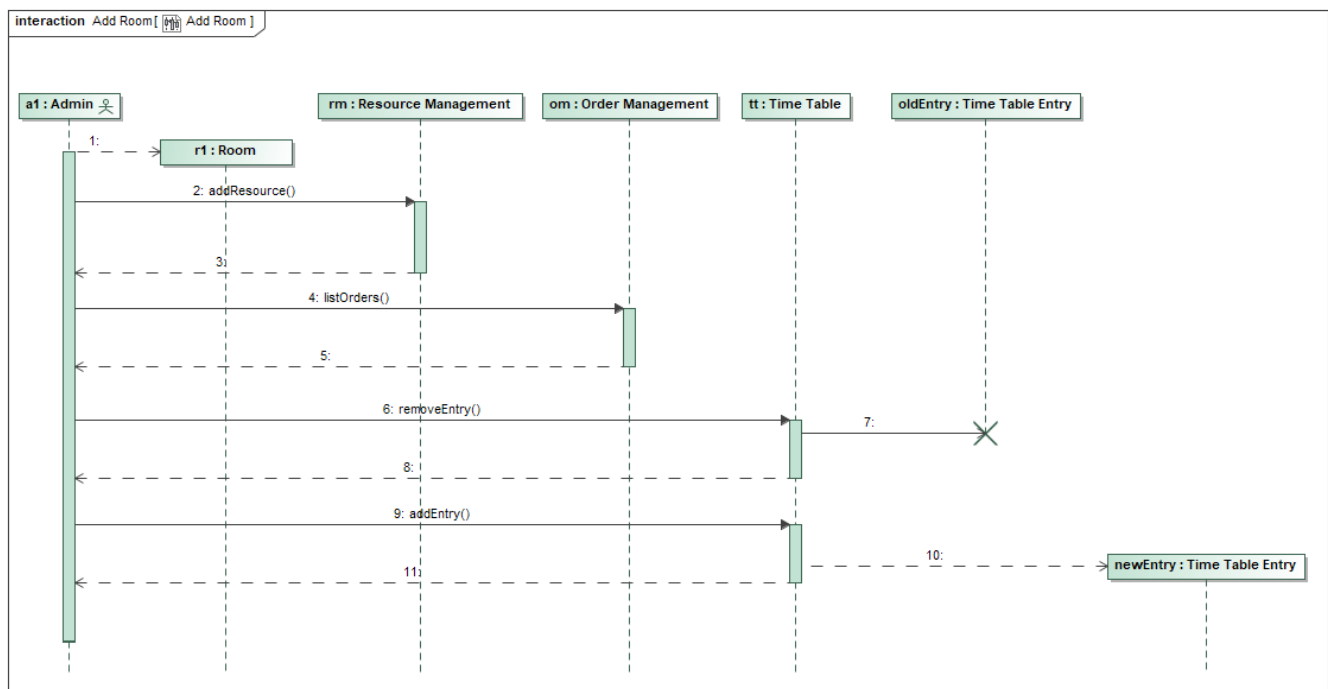 interaction Add Room [ Add Room ]
a1 : Admin
rm : Resource Management
om : Order Management
tt : Time Table
oldEntry : Time Table Entry
1:
r1 : Room
2: addResource()
3:
4: listOrders()
5:
6: removeEntry()
7:
8:
9: addEntry()
10:
newEntry : Time Table Entry
11: